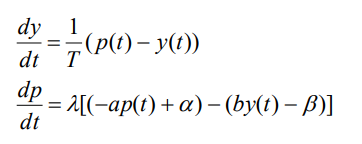 dy/dt = 1/T (p(t) − y(t))
dp/dt = λ[(−ap(t) + α) − (by(t) − β)]